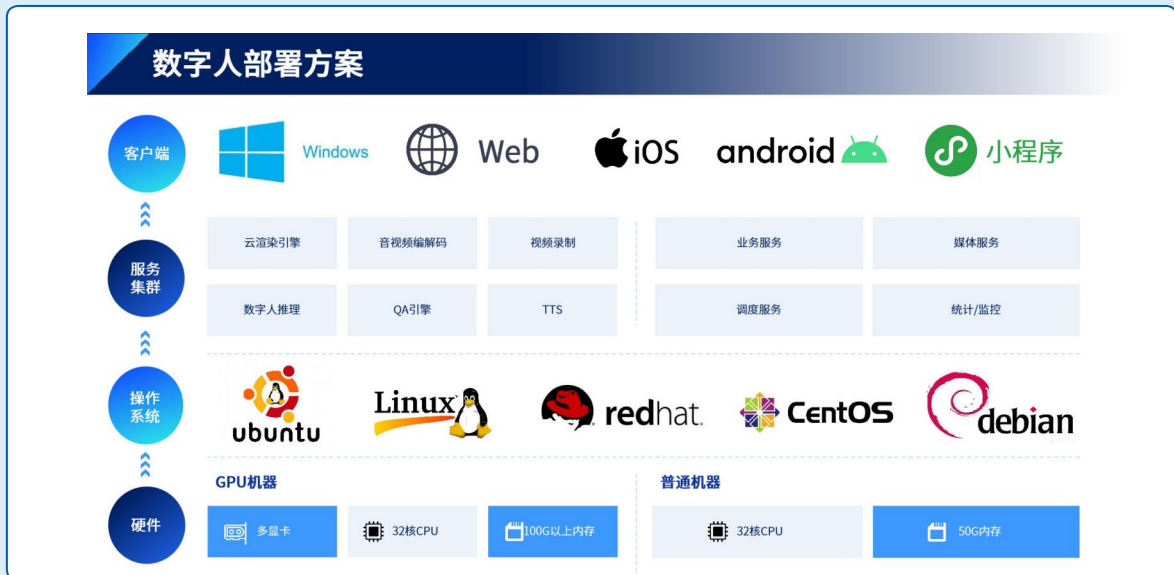 数字人部署方案
客户端
Windows
Web
iOS
android
小程序
服务
集群
云渲染引擎
音视频编解码
视频录制
业务服务
媒体服务
数字人推理
QA引擎
TTS
调度服务
统计/监控
操作
系统
ubuntu
Linux
redhat.
CentOS
debian
硬件
GPU机器
普通机器
多显卡
32核CPU
100G以上内存
32核CPU
50G内存